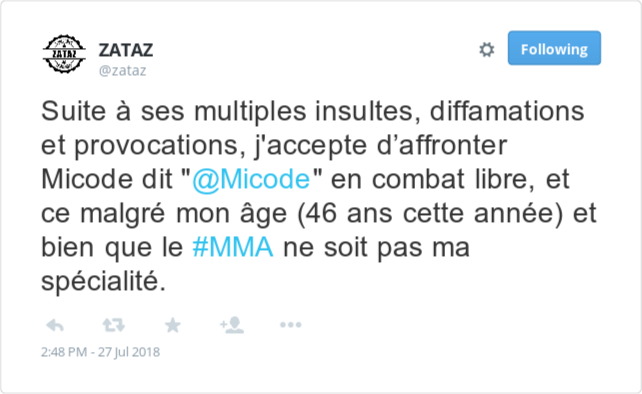 ZATAZ
ZATAZ
@zataz
Following
Suite à ses multiples insultes, diffamations
et provocations, j'accepte d’affronter
Micode dit "@Micode" en combat libre, et
ce malgré mon âge (46 ans cette année) et
bien que le #MMA ne soit pas ma
spécialité.
2:48 PM - 27 Jul 2018